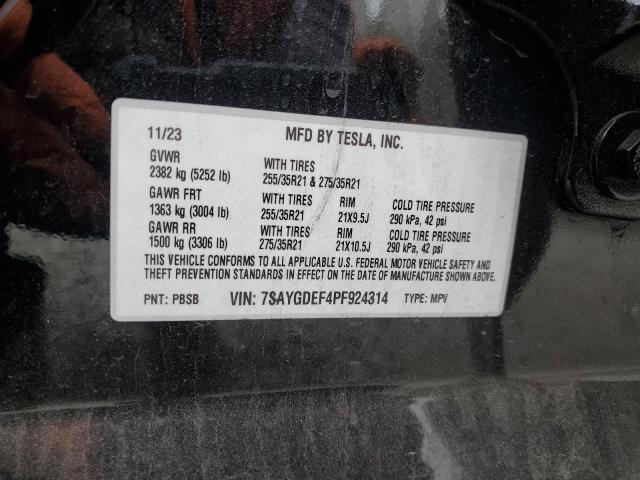 11/23 MFD BY TESLA, INC.
GVWR
2382 kg (5252 lb) WITH TIRES
255/35R21 & 275/35R21
GAWR FRT WITH TIRES RIM COLD TIRE PRESSURE
1363 kg (3004 lb) 255/35R21 21X9.5J 290 kPa, 42 psi
GAWR RR WITH TIRES RIM COLD TIRE PRESSURE
1500 kg (3306 lb) 275/35R21 21X10.5J 290 kPa, 42 psi
THIS VEHICLE CONFORMS TO ALL APPLICABLE U.S. FEDERAL MOTOR VEHICLE SAFETY AND
THEFT PREVENTION STANDARDS IN EFFECT ON THE DATE OF MANUFACTURE SHOWN ABOVE.
PNT: PBSB VIN: 7SAYGDEF4PF924314 TYPE: MPV